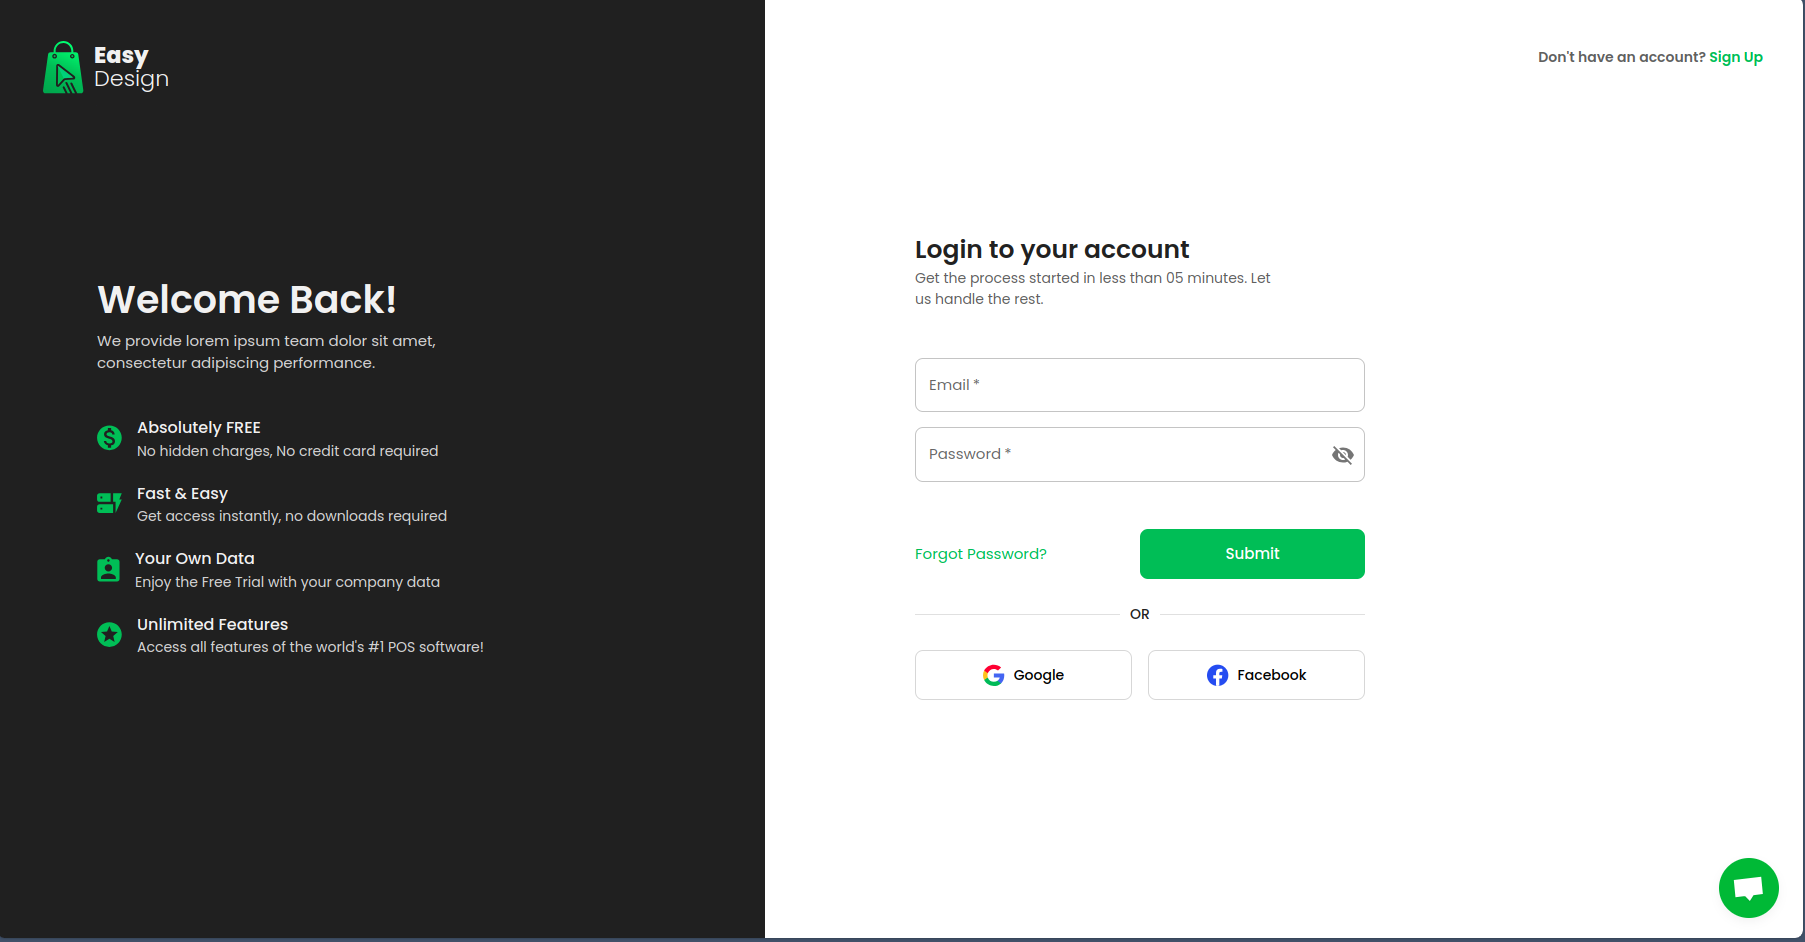 Easy
Design
Don't have an account? Sign Up
Welcome Back!
We provide lorem ipsum team dolor sit amet,
consectetur adipiscing performance.
Absolutely FREE
No hidden charges, No credit card required
Fast & Easy
Get access instantly, no downloads required
Your Own Data
Enjoy the Free Trial with your company data
Unlimited Features
Access all features of the world's #1 POS software!
Login to your account
Get the process started in less than 05 minutes. Let
us handle the rest.
Email *
Password *
Forgot Password?
Submit
OR
Google
Facebook